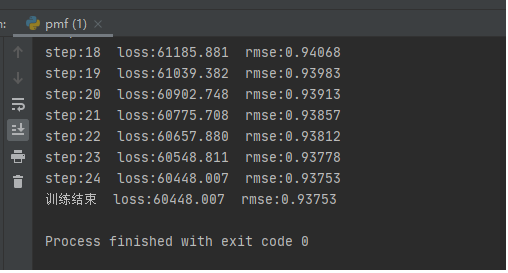 n:
pmf (1)
step:18 loss:61185.881 rmse:0.94068
step:19 loss:61039.382 rmse:0.93983
step:20 loss:60902.748 rmse:0.93913
step:21 loss:60775.708 rmse:0.93857
step:22 loss:60657.880 rmse:0.93812
step:23 loss:60548.811 rmse:0.93778
step:24 loss:60448.007 rmse:0.93753
训练结束 loss:60448.007 rmse:0.93753
Process finished with exit code 0